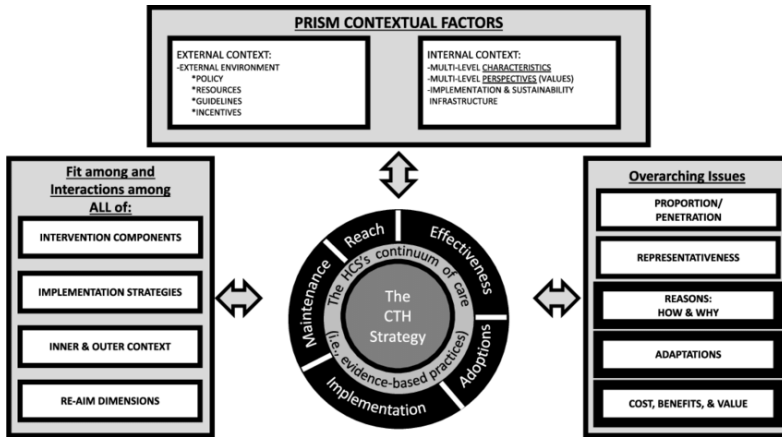 PRISM CONTEXTUAL FACTORS
EXTERNAL CONTEXT:
-EXTERNAL ENVIRONMENT
*POLICY
*RESOURCES
*GUIDELINES
*INCENTIVES
INTERNAL CONTEXT:
-MULTI-LEVEL CHARACTERISTICS
-MULTI-LEVEL PERSPECTIVES (VALUES)
-IMPLEMENTATION & SUSTAINABILITY
INFRASTRUCTURE
Fit among and
Interactions among
ALL of:
INTERVENTION COMPONENTS
IMPLEMENTATION STRATEGIES
INNER & OUTER CONTEXT
RE-AIM DIMENSIONS
Reach
Effectiveness
Adoptions
Implementation
Maintenance
The HCS's continuum of care
(i.e., evidence-based practices)
The
CTH
Strategy
Overarching Issues
PROPORTION/
PENETRATION
REPRESENTATIVENESS
REASONS:
HOW & WHY
ADAPTATIONS
COST, BENEFITS, & VALUE